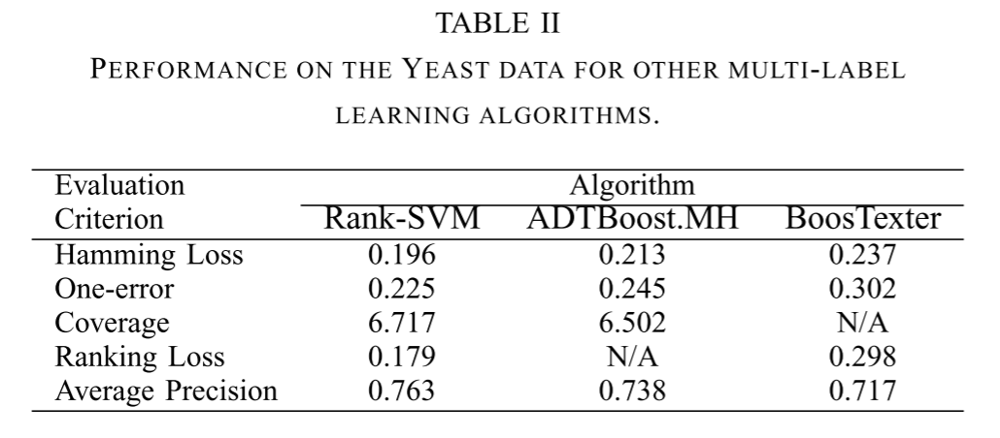 TABLE II
PERFORMANCE ON THE YEAST DATA FOR OTHER MULTI-LABEL
LEARNING ALGORITHMS.
Evaluation Algorithm
Criterion Rank-SVM ADTBoost.MH BoosTexter
Hamming Loss 0.196 0.213 0.237
One-error 0.225 0.245 0.302
Coverage 6.717 6.502 N/A
Ranking Loss 0.179 N/A 0.298
Average Precision 0.763 0.738 0.717